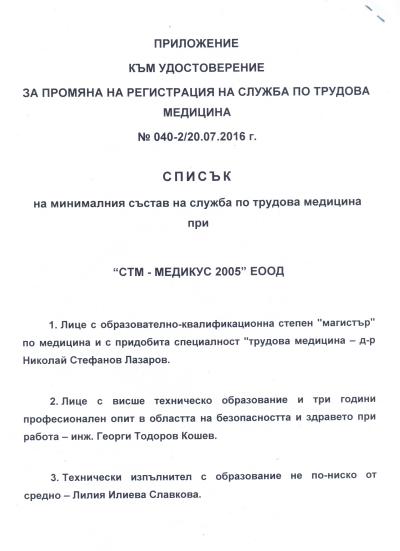 ПРИЛОЖЕНИЕ
КЪМ УДОСТОВЕРЕНИЕ
ЗА ПРОМЯНА НА РЕГИСТРАЦИЯ НА СЛУЖБА ПО ТРУДОВА
МЕДИЦИНА
№ 040-2/20.07.2016 г.
СПИСЪК
на минималния състав на служба по трудова медицина
при
“СТМ - МЕДИКУС 2005” ЕООД
1. Лице с образователно-квалификационна степен "магистър"
по медицина и с придобита специалност "трудова медицина – д-р
Николай Стефанов Лазаров.
2. Лице с висше техническо образование и три години
професионален опит в областта на безопасността и здравето при
работа – инж. Георги Тодоров Кошев.
3. Технически изпълнител с образование не по-ниско от
средно – Лилия Илиева Славкова.